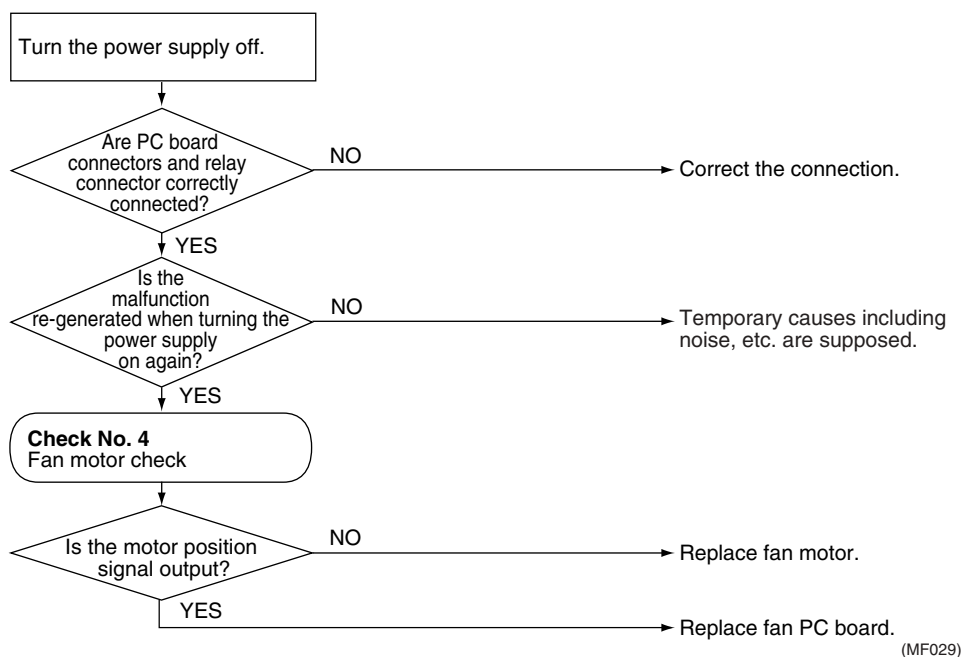 Turn the power supply off.
Are PC board
connectors and relay
connector correctly
connected?
NO
Correct the connection.
YES
Is the
malfunction
re-generated when turning the
power supply
on again?
NO
Temporary causes including
noise, etc. are supposed.
YES
Check No. 4
Fan motor check
Is the motor position
signal output?
NO
Replace fan motor.
YES
Replace fan PC board.
(MF029)